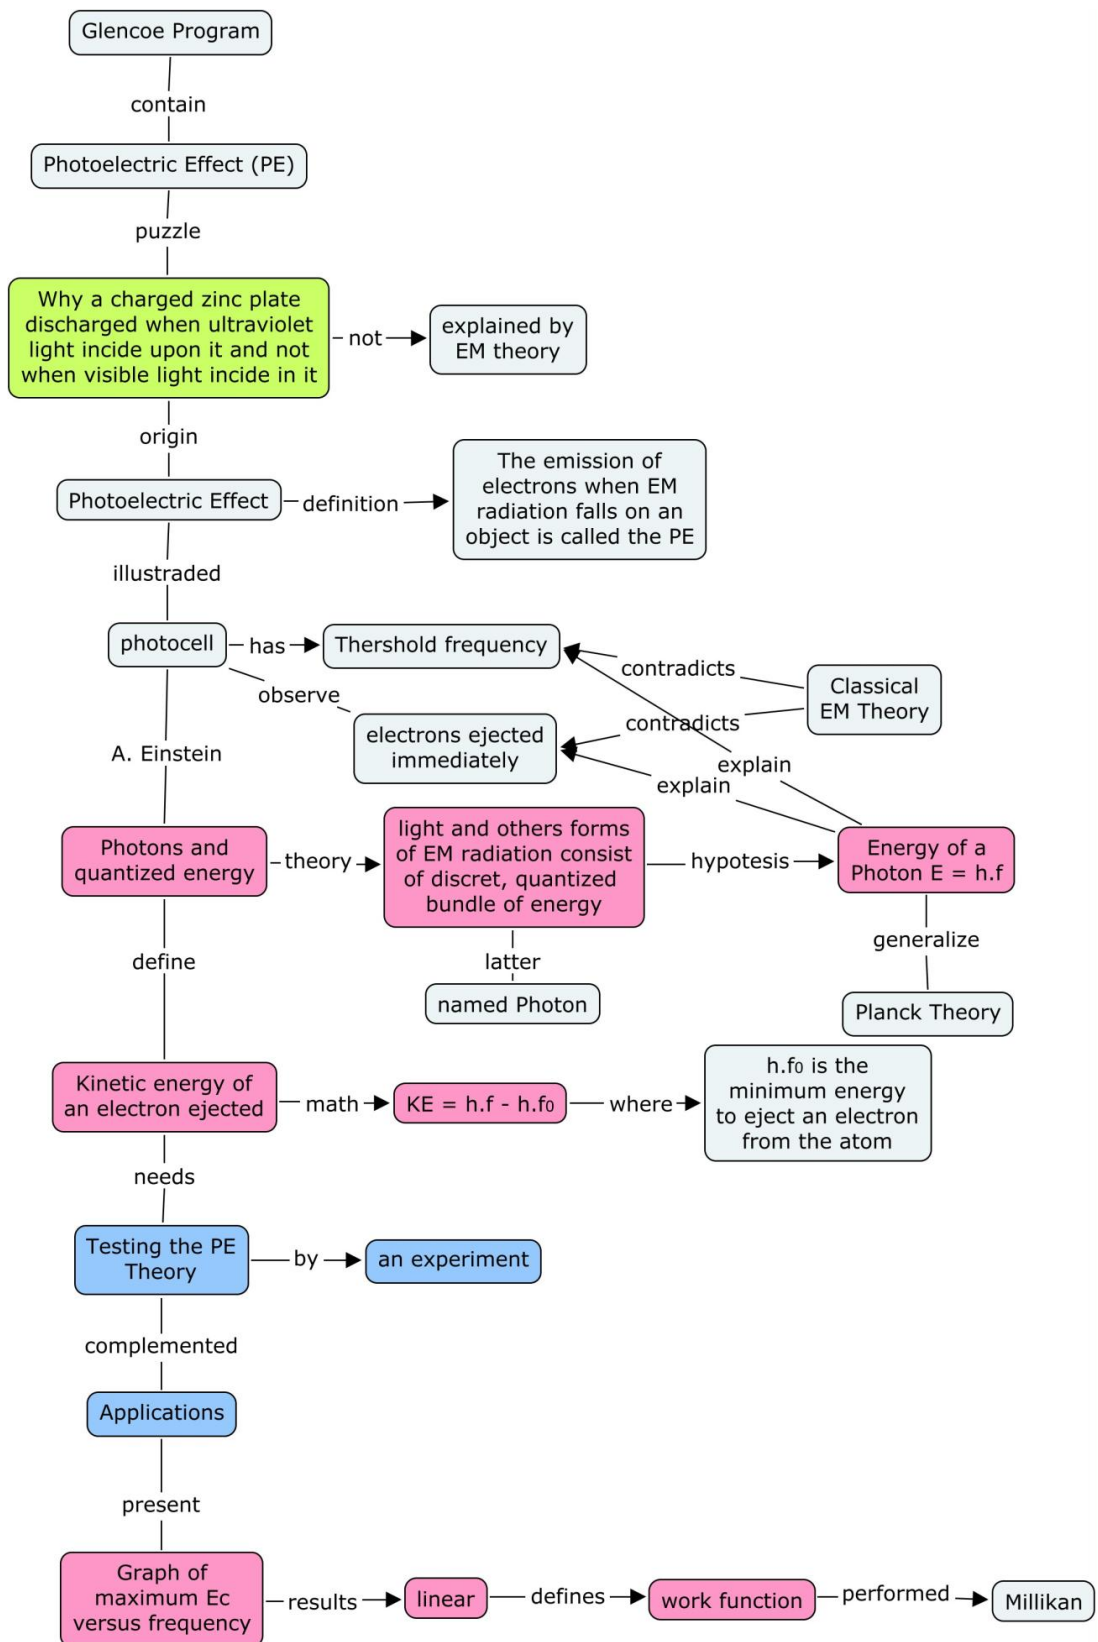 Glencoe Program
contain
Photoelectric Effect (PE)
puzzle
Why a charged zinc plate
discharged when ultraviolet
light incide upon it and not
when visible light incide in it
not
explained by
EM theory
origin
Photoelectric Effect
definition
The emission of
electrons when EM
radiation falls on an
object is called the PE
illustraded
photocell
has
Thershold frequency
contradicts
Classical
EM Theory
observe
electrons ejected
immediately
contradicts
explain
explain
A. Einstein
Photons and
quantized energy
theory
light and others forms
of EM radiation consist
of discret, quantized
bundle of energy
hypotesis
Energy of a
Photon E = h.f
latter
named Photon
generalize
Planck Theory
define
Kinetic energy of
an electron ejected
math
KE = h.f - h.f₀
where
h.f₀ is the
minimum energy
to eject an electron
from the atom
needs
Testing the PE
Theory
by
an experiment
complemented
Applications
present
Graph of
maximum Ec
versus frequency
results
linear
defines
work function
performed
Millikan